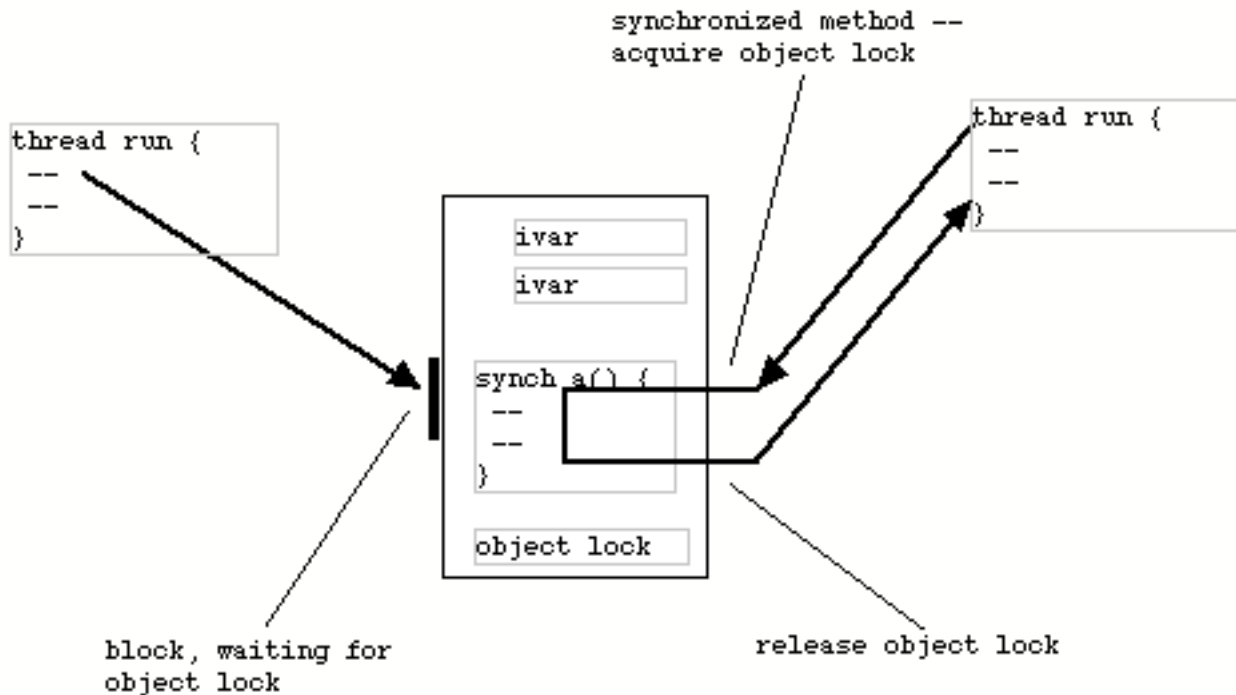 synchronized method --
acquire object lock
thread run {
--
--
}
thread run {
--
--
}
ivar
ivar
synch a() {
--
--
}
object lock
block, waiting for
object lock
release object lock